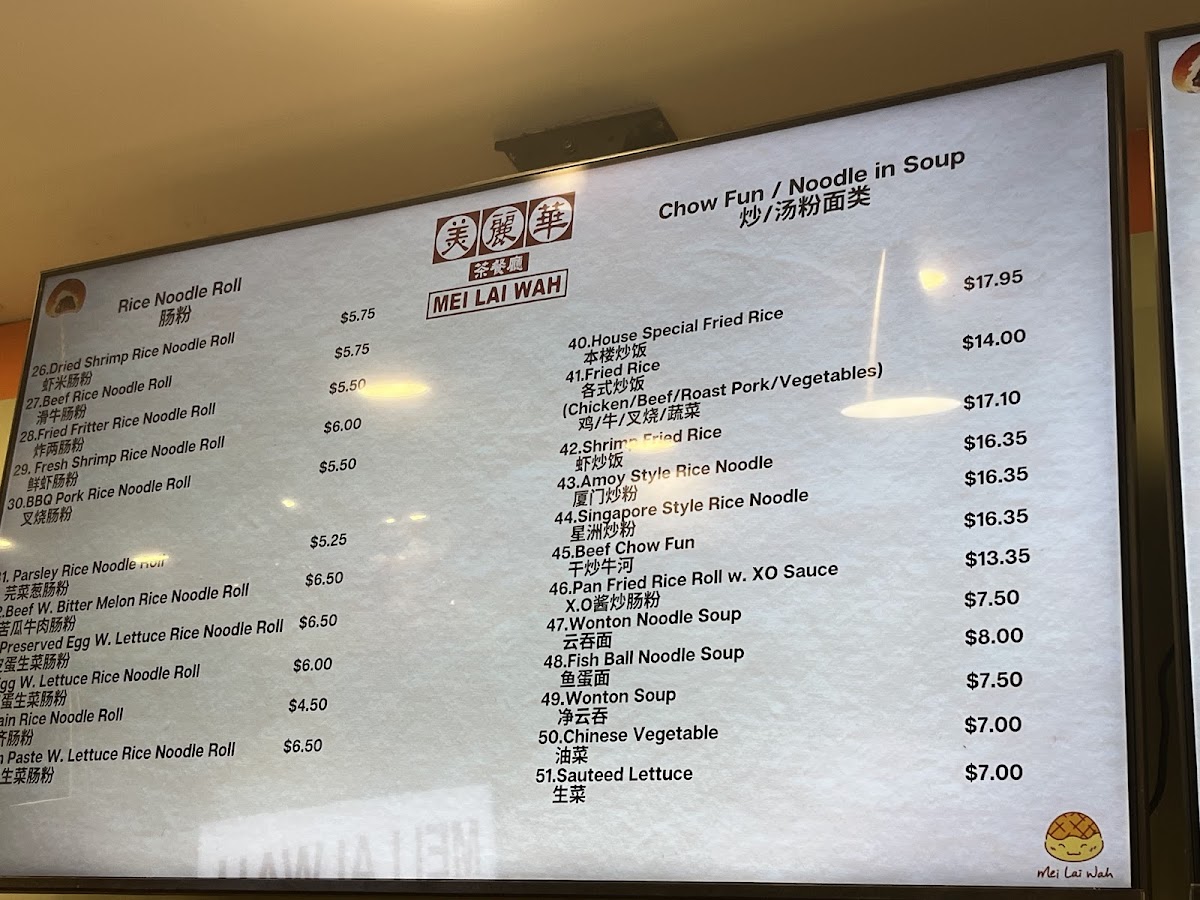 美麗華
茶餐廳
MEI LAI WAH
Rice Noodle Roll
肠粉
26.Dried Shrimp Rice Noodle Roll $5.75
虾米肠粉
27.Beef Rice Noodle Roll $5.75
滑牛肠粉
28.Fried Fritter Rice Noodle Roll $5.50
炸两肠粉
29. Fresh Shrimp Rice Noodle Roll $6.00
鲜虾肠粉
30.BBQ Pork Rice Noodle Roll $5.50
叉烧肠粉
1. Parsley Rice Noodle Roll $5.25
芫菜葱肠粉
2.Beef W. Bitter Melon Rice Noodle Roll $6.50
苦瓜牛肉肠粉
Preserved Egg W. Lettuce Rice Noodle Roll $6.50
蛋生菜肠粉
gg W. Lettuce Rice Noodle Roll $6.00
蛋生菜肠粉
ain Rice Noodle Roll $4.50
肠粉
Paste W. Lettuce Rice Noodle Roll $6.50
生菜肠粉
Chow Fun / Noodle in Soup
炒/汤粉面类
40.House Special Fried Rice $17.95
本楼炒饭
41.Fried Rice $14.00
各式炒饭
(Chicken/Beef/Roast Pork/Vegetables)
鸡/牛/叉烧/蔬菜
42.Shrimp Fried Rice $17.10
虾炒饭
43.Amoy Style Rice Noodle $16.35
厦门炒粉
44.Singapore Style Rice Noodle $16.35
星洲炒粉
45.Beef Chow Fun $16.35
干炒牛河
46.Pan Fried Rice Roll w. XO Sauce $13.35
X.O酱炒肠粉
47.Wonton Noodle Soup $7.50
云吞面
48.Fish Ball Noodle Soup $8.00
鱼蛋面
49.Wonton Soup $7.50
净云吞
50.Chinese Vegetable $7.00
油菜
51.Sauteed Lettuce $7.00
生菜
Mei Lai Wah